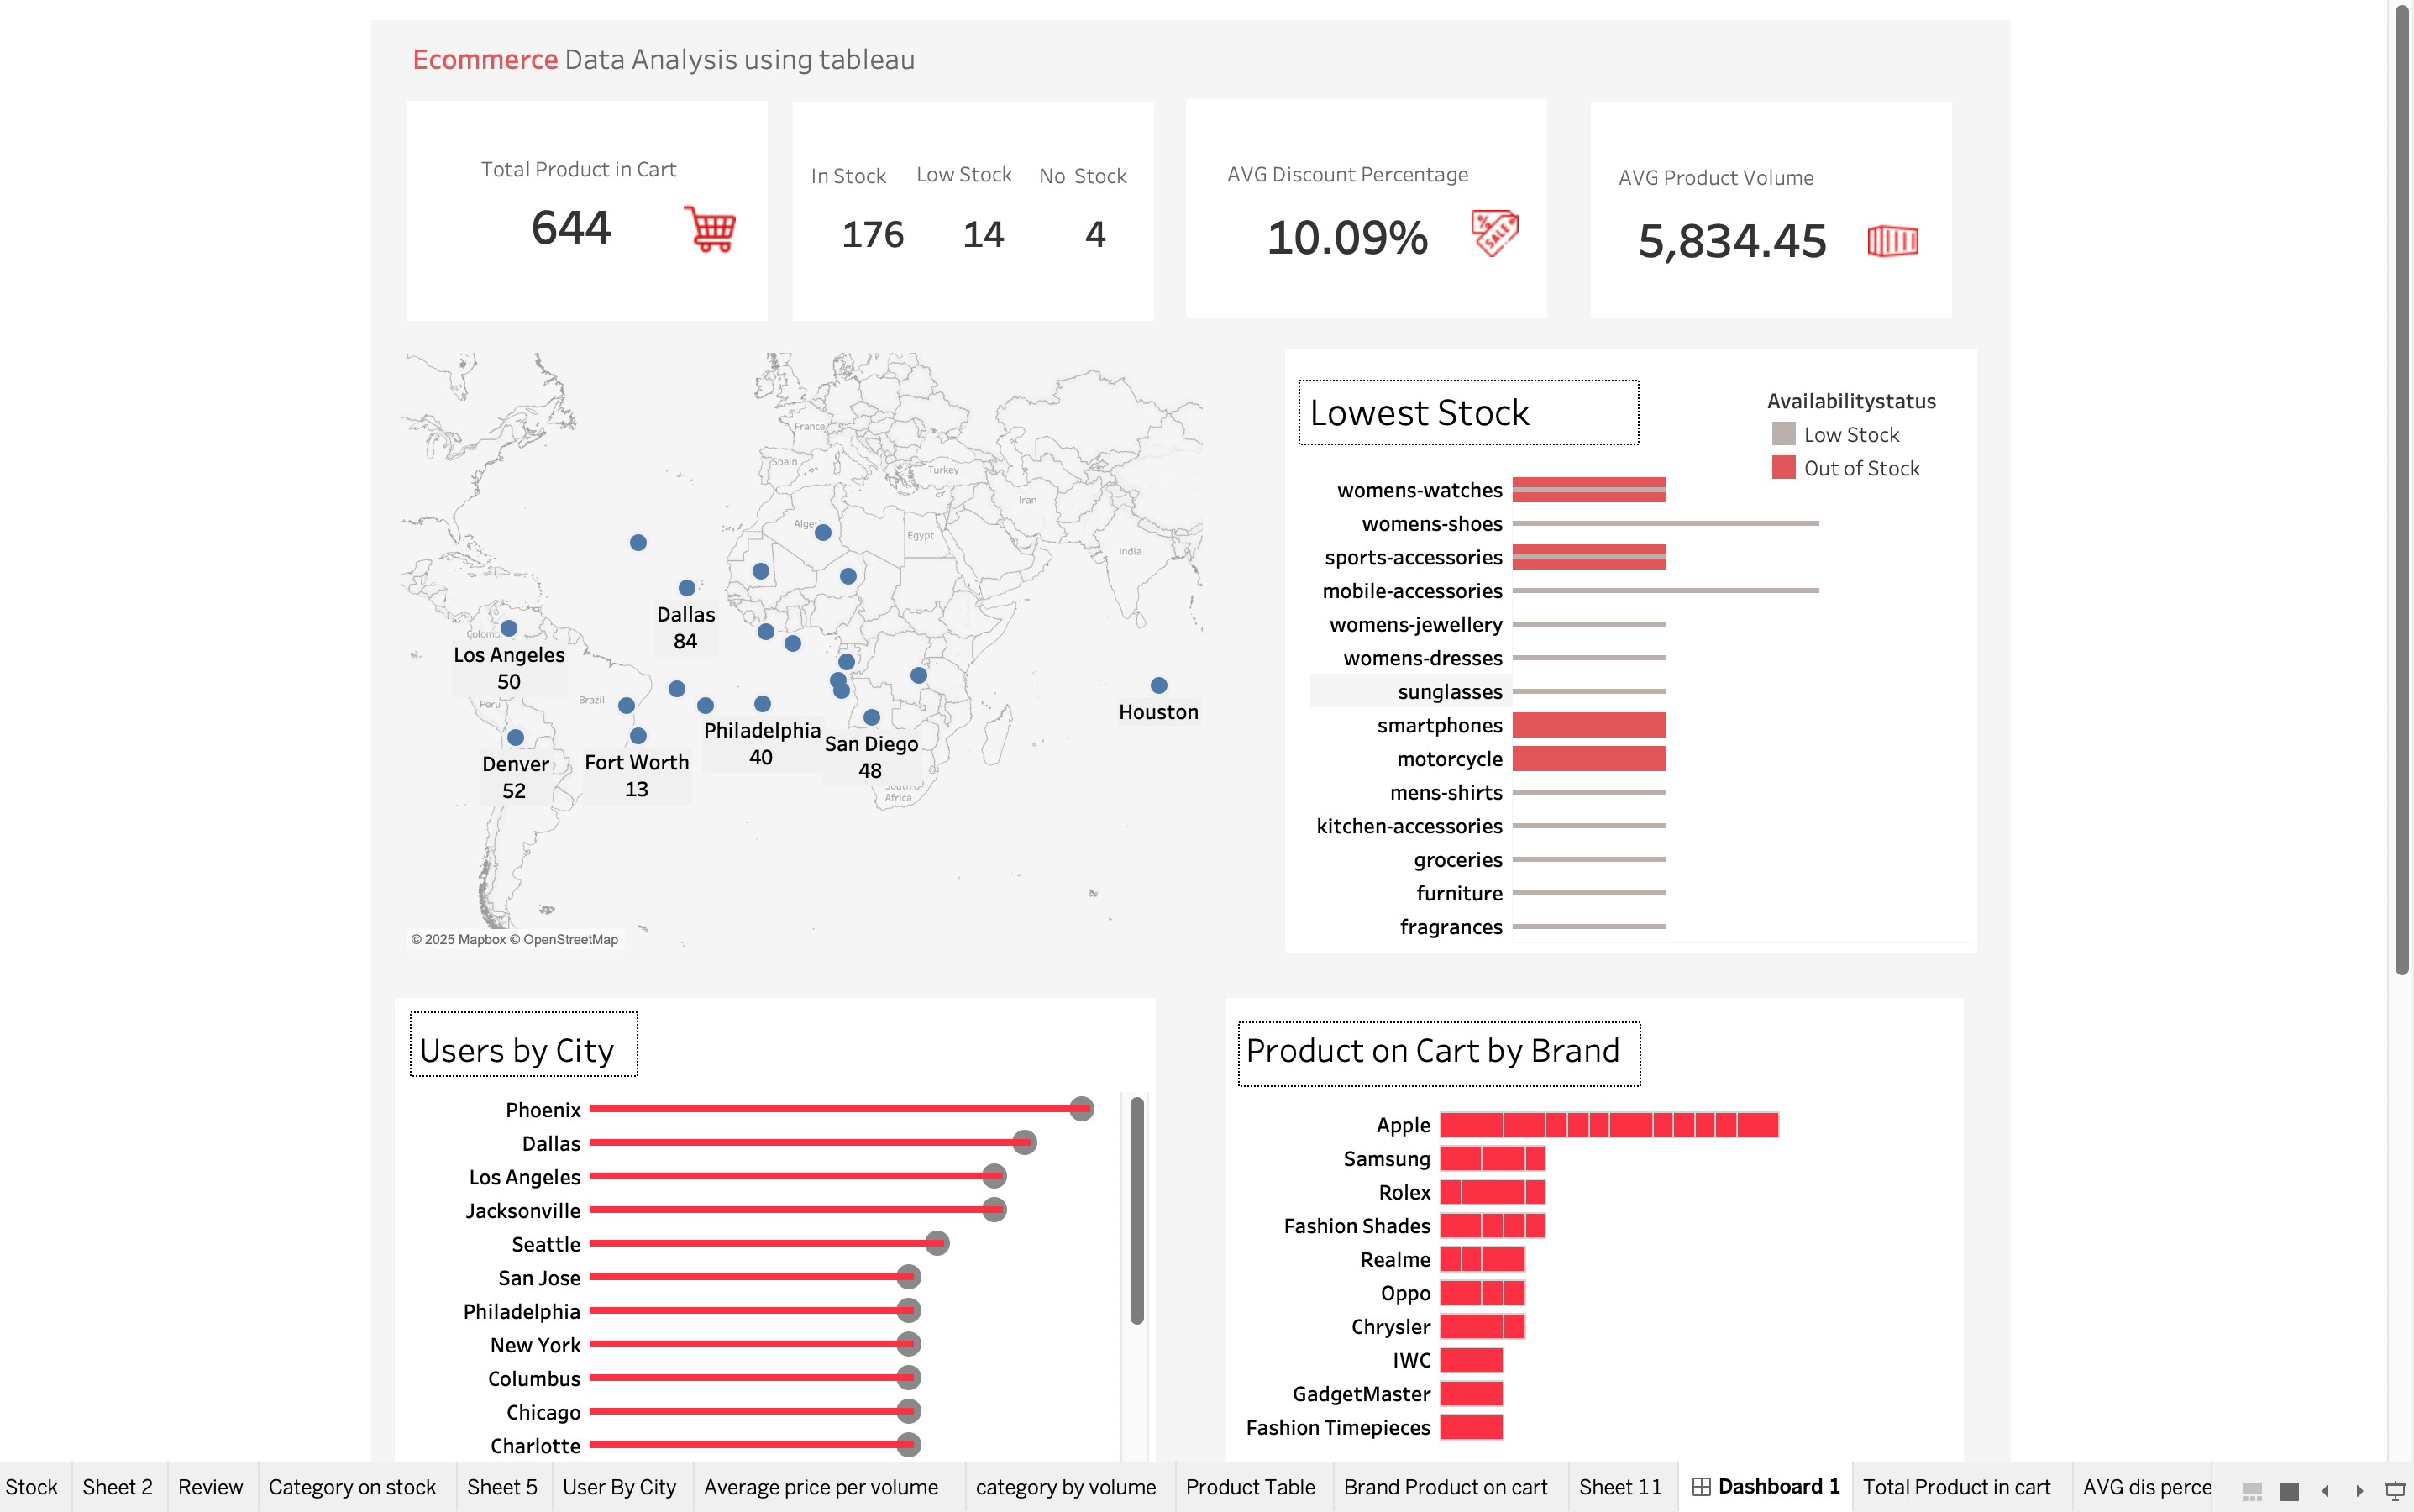 Ecommerce Data Analysis using tableau
Total Product in Cart
644
In Stock Low Stock No Stock
176 14 4
AVG Discount Percentage
10.09%
% SALE
AVG Product Volume
5,834.45
France
Spain
Turkey
Iran
Egypt
India
Brazil
Peru
Africa
Dallas
84
Los Angeles
50
Philadelphia
40
San Diego
48
Houston
Denver
52
Fort Worth
13
© 2025 Mapbox © OpenStreetMap
Lowest Stock
Availabilitystatus
Low Stock
Out of Stock
womens-watches
womens-shoes
sports-accessories
mobile-accessories
womens-jewellery
womens-dresses
sunglasses
smartphones
motorcycle
mens-shirts
kitchen-accessories
groceries
furniture
fragrances
Users by City
Phoenix
Dallas
Los Angeles
Jacksonville
Seattle
San Jose
Philadelphia
New York
Columbus
Chicago
Charlotte
Product on Cart by Brand
Apple
Samsung
Rolex
Fashion Shades
Realme
Oppo
Chrysler
IWC
GadgetMaster
Fashion Timepieces
Stock Sheet 2 Review Category on stock Sheet 5 User By City Average price per volume category by volume Product Table Brand Product on cart Sheet 11 Dashboard 1 Total Product in cart AVG dis perce